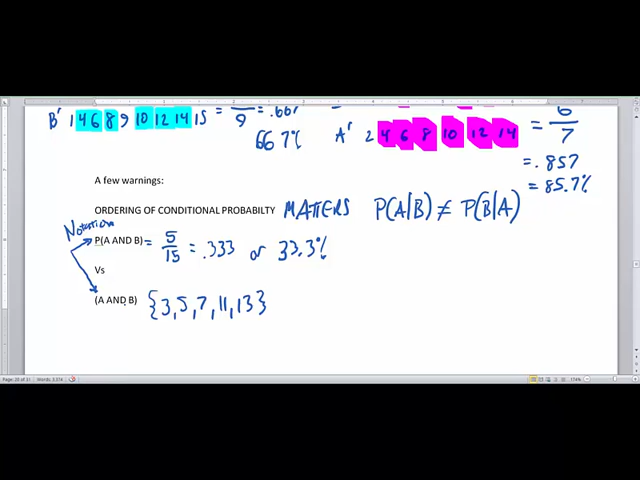 B' 1 4 6 8 9 10 12 14 15 = 9 = .667
66.7%
A' 2 4 6 8 10 12 14 = 6/7
= .857
= 85.7%
A few warnings:
ORDERING OF CONDITIONAL PROBABILTY MATTERS P(A|B) ≠ P(B|A)
Notation
P(A AND B) = 5/15 = .333 or 33.3%
Vs
(A AND B) {3,5,7,11,13}